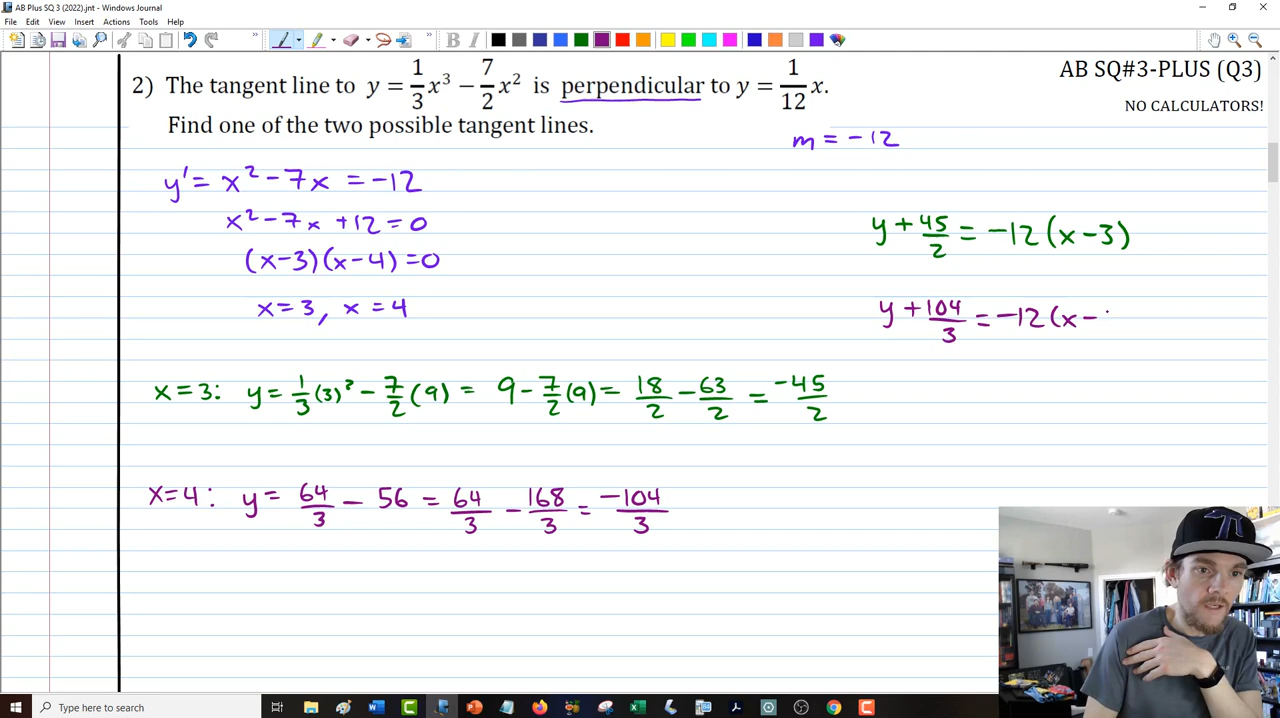 AB Plus SQ 3 (2022).jnt - Windows Journal
File Edit View Insert Actions Tools Help
2) The tangent line to y = 1/3 x³ − 7/2 x² is perpendicular to y = 1/12 x.
AB SQ#3-PLUS (Q3)
NO CALCULATORS!
Find one of the two possible tangent lines.
m = −12
y' = x² − 7x = −12
x² − 7x + 12 = 0
y + 45/2 = −12(x − 3)
(x−3)(x−4) = 0
x = 3, x = 4
y + 104/3 = −12(x −
x = 3: y = 1/3 (3)³ − 7/2 (9) = 9 − 7/2 (9) = 18/2 − 63/2 = −45/2
x = 4: y = 64/3 − 56 = 64/3 − 168/3 = −104/3
Type here to search